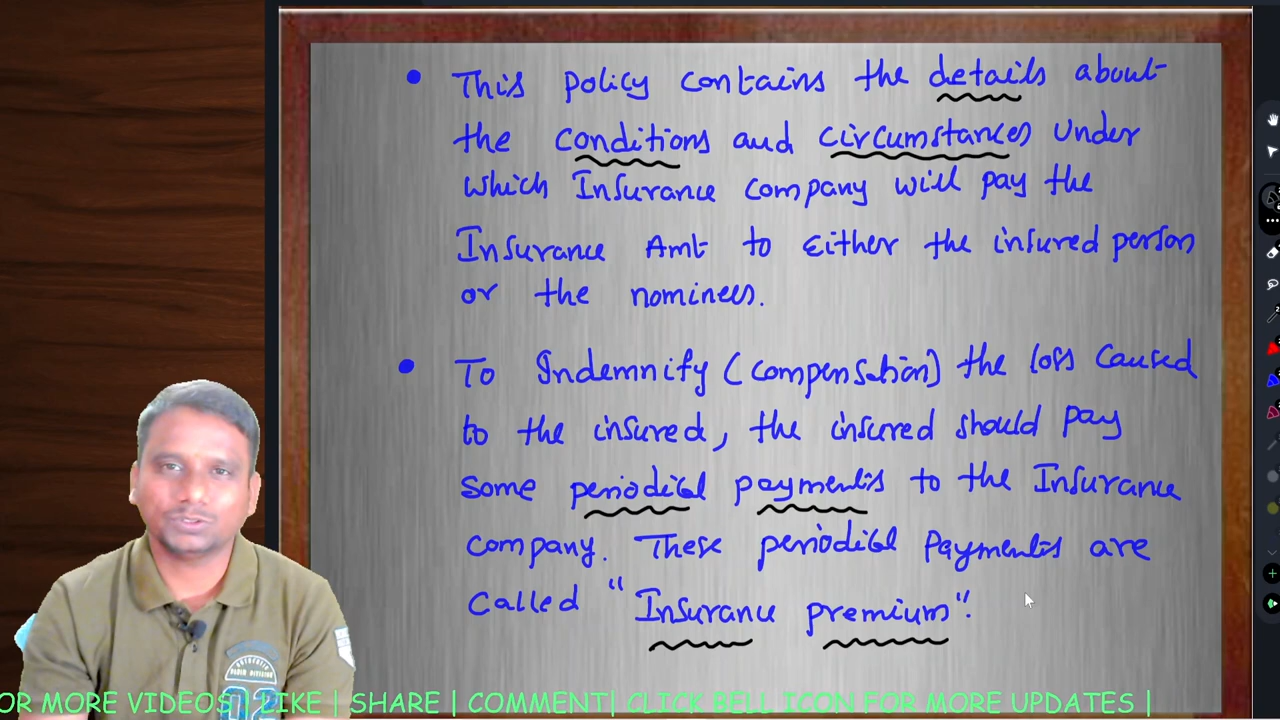 • This policy contains the details about
the conditions and circumstances under
which Insurance company will pay the
Insurance Amt to Either the insured person
or the nominees.
• To Indemnify (compensation) the loss caused
to the insured, the insured should pay
some periodical payments to the Insurance
company. These periodical payments are
called "Insurance premium".
OR MORE VIDEOS | LIKE | SHARE | COMMENT| CLICK BELL ICON FOR MORE UPDATES |